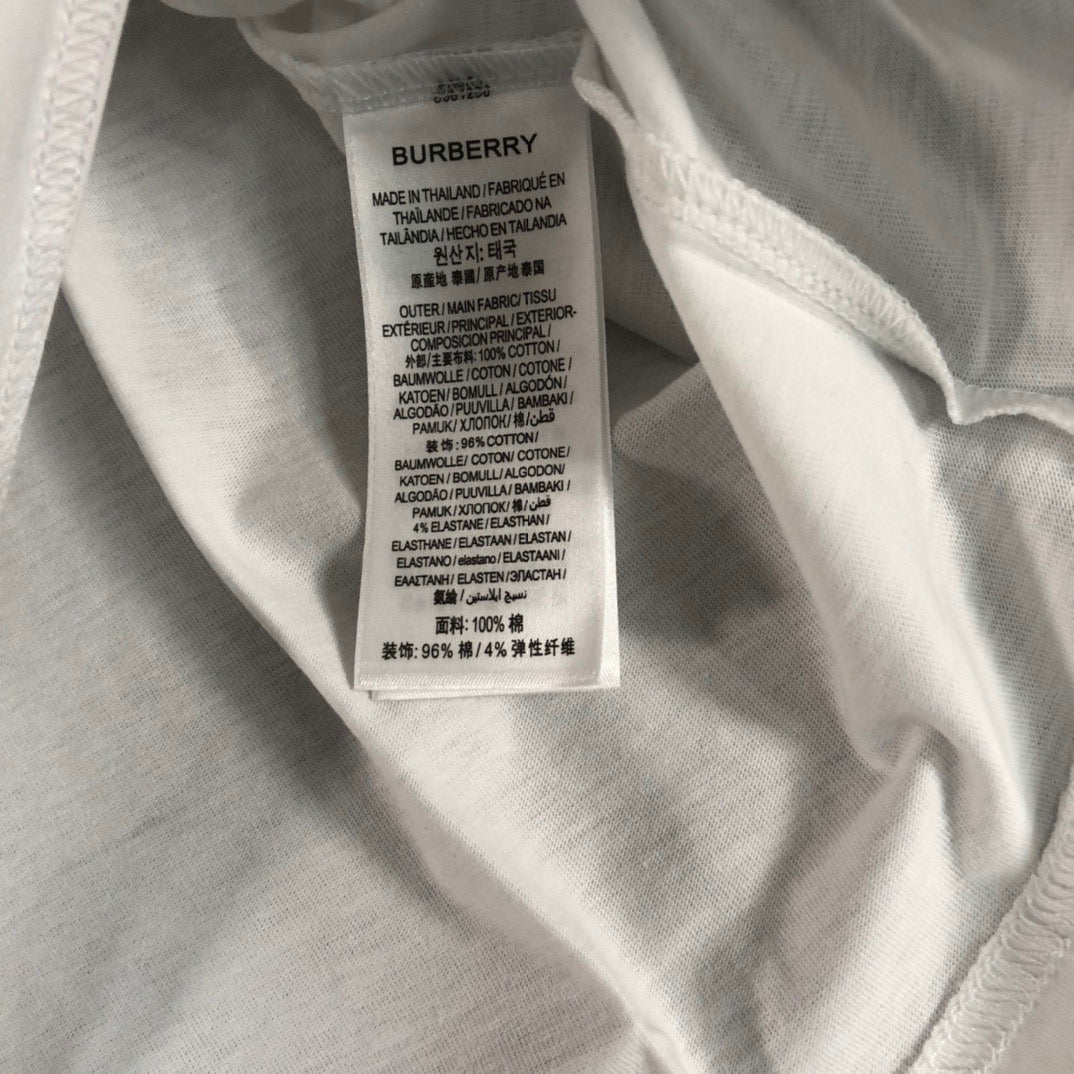 BURBERRY
MADE IN THAILAND / FABRIQUÉ EN
THAÏLANDE / FABRICADO NA
TAILÂNDIA / HECHO EN TAILANDIA
원산지: 태국
原産地 泰國 / 原产地 泰国
OUTER / MAIN FABRIC / TISSU
EXTÉRIEUR / PRINCIPAL / EXTERIOR-
COMPOSICION PRINCIPAL /
外部/主要布料: 100% COTTON /
BAUMWOLLE / COTON / COTONE /
KATOEN / BOMULL / ALGODÓN /
ALGODÃO / PUUVILLA / BAMBAKI /
PAMUK / ХЛОПОК / 棉 / قطن
装饰: 96% COTTON /
BAUMWOLLE / COTON / COTONE /
KATOEN / BOMULL / ALGODON /
ALGODÃO / PUUVILLA / BAMBAKI /
PAMUK / ХЛОПОК / 棉 / قطن
4% ELASTANE / ELASTHAN /
ELASTHANE / ELASTAAN / ELASTAN /
ELASTANO / elastano / ELASTAANI /
ΕΛΑΣΤΑΝΗ / ELASTEN / ЭЛАСТАН /
氨綸 / نسيج ايلاستين
面料: 100% 棉
装饰: 96% 棉 / 4% 弹性纤维